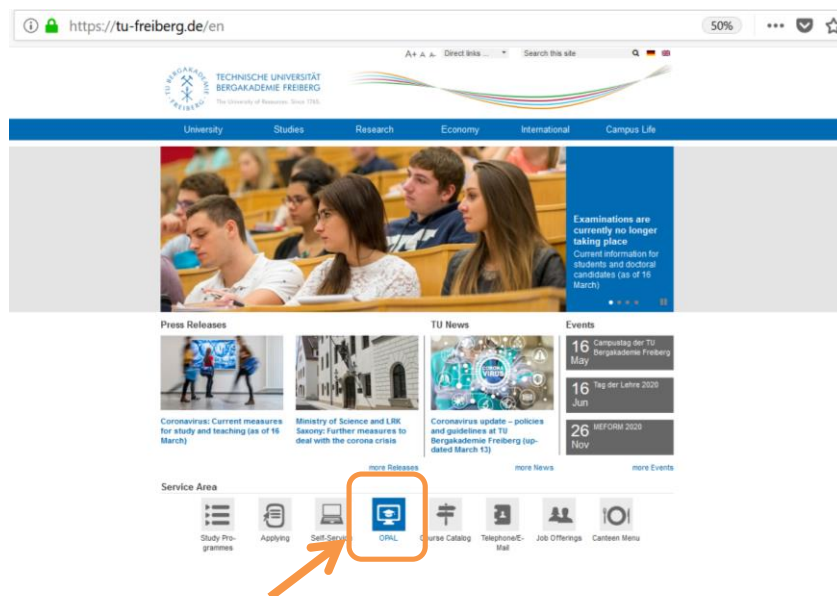 https://tu-freiberg.de/en
50%
A+ A A- Direct links ... Search this site
TU BERGAKADEMIE FREIBERG
TECHNISCHE UNIVERSITÄT
BERGAKADEMIE FREIBERG
The University of Resources. Since 1765.
University Studies Research Economy International Campus Life
Examinations are
currently no longer
taking place
Current information for
students and doctoral
candidates (as of 16
March)
Press Releases
TU News
Events
CORONA
VIRUS
16
May
Campustag der TU
Bergakademie Freiberg
16
Jun
Tag der Lehre 2020
26
Nov
MEFORM 2020
Coronavirus: Current measures
for study and teaching (as of 16
March)
Ministry of Science and LRK
Saxony: Further measures to
deal with the corona crisis
Coronavirus update – policies
and guidelines at TU
Bergakademie Freiberg (up-
dated March 13)
more Releases
more News
more Events
Service Area
Study Pro-
grammes
Applying
Self-Service
OPAL
Course Catalog
Telephone/E-
Mail
Job Offerings
Canteen Menu